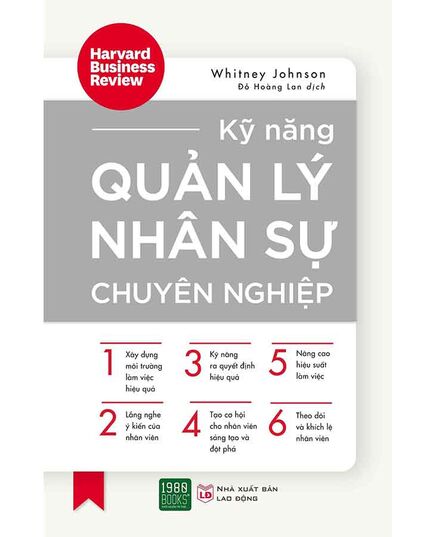 Harvard
Business
Review
Whitney Johnson
Đỗ Hoàng Lan dịch
Kỹ năng
QUẢN LÝ
NHÂN SỰ
CHUYÊN NGHIỆP
1
Xây dựng
môi trường
làm việc
hiệu quả
3
Kỹ năng
ra quyết định
hiệu quả
5
Nâng cao
hiệu suất
làm việc
2
Lắng nghe
ý kiến của
nhân viên
4
Tạo cơ hội
cho nhân viên
sáng tạo và
đột phá
6
Theo dõi
và khích lệ
nhân viên
1980
BOOKS
LĐ
NHÀ XUẤT BẢN
LAO ĐỘNG